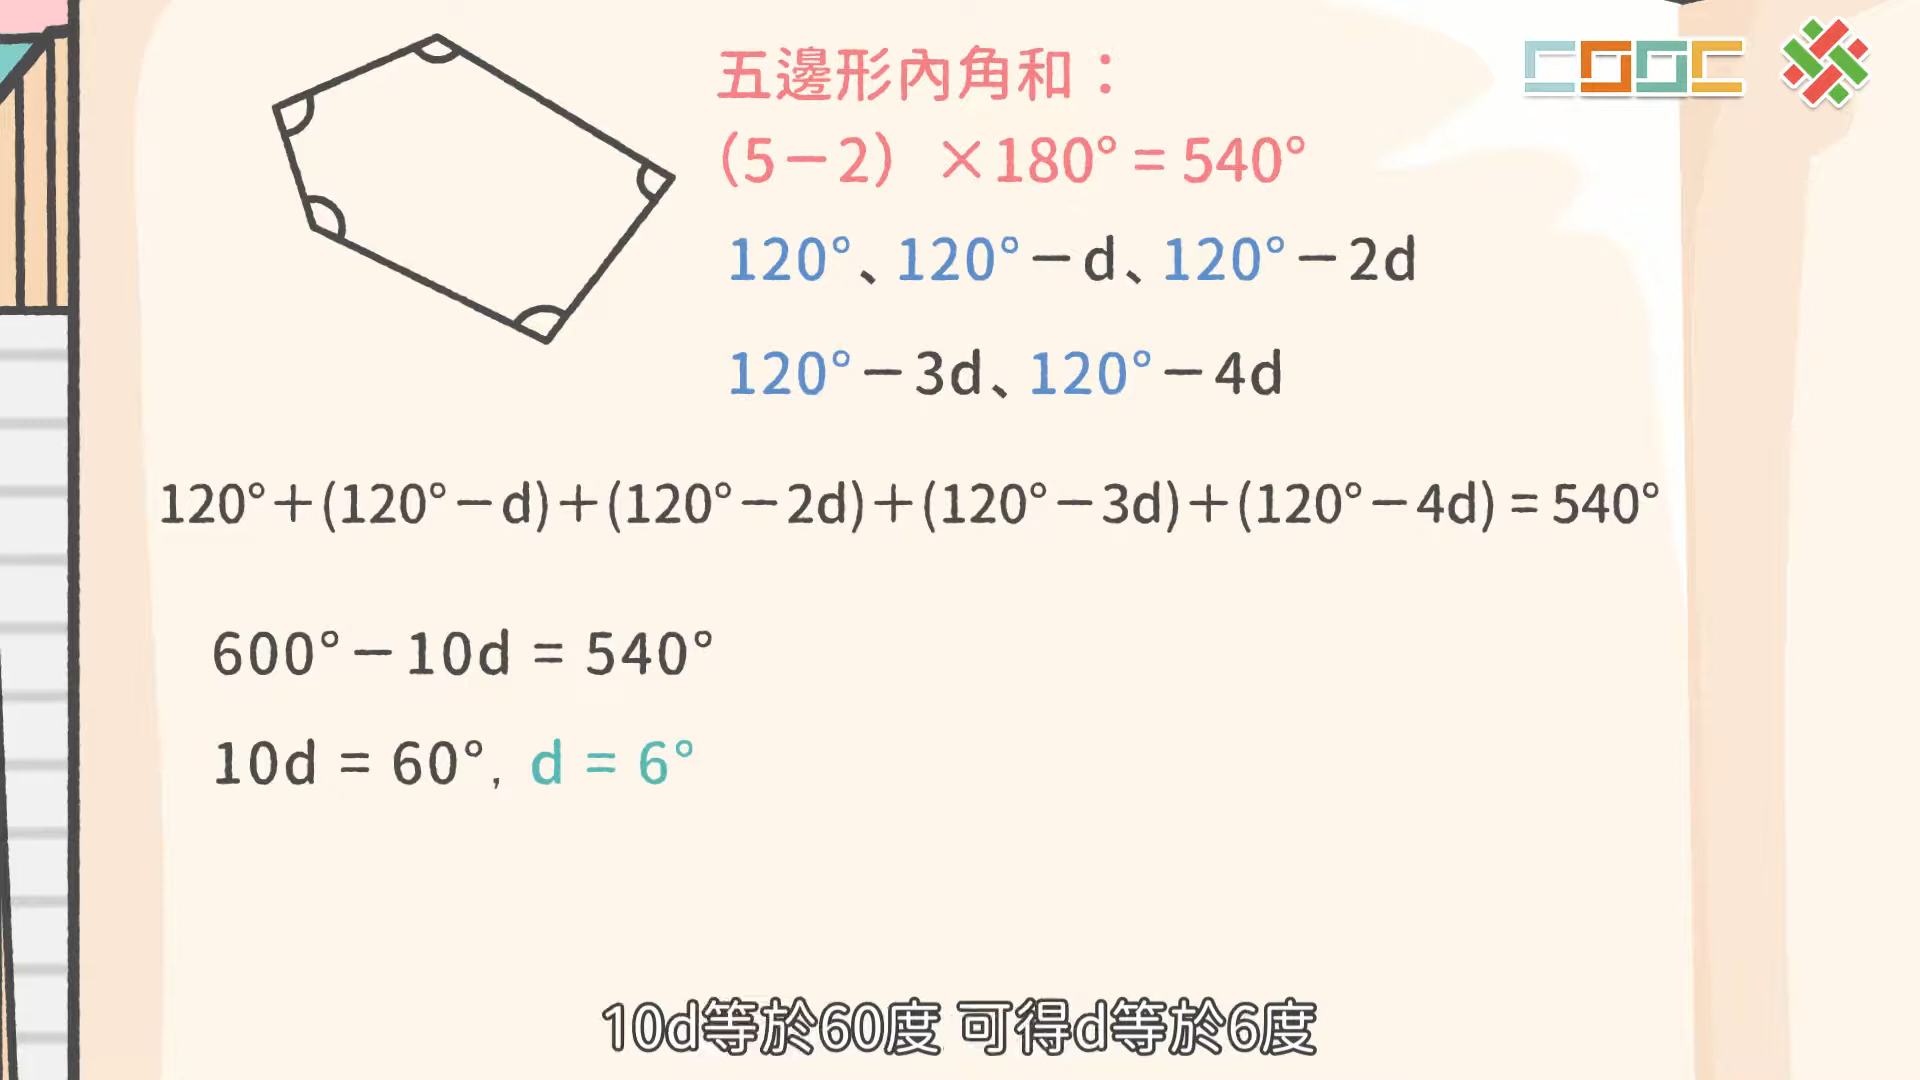 五邊形內角和：
COOC
（5－2）×180°＝540°
120°、120°－d、120°－2d
120°－3d、120°－4d
120°＋(120°－d)＋(120°－2d)＋(120°－3d)＋(120°－4d)＝540°
600°－10d＝540°
10d＝60°, d＝6°
10d等於60度 可得d等於6度